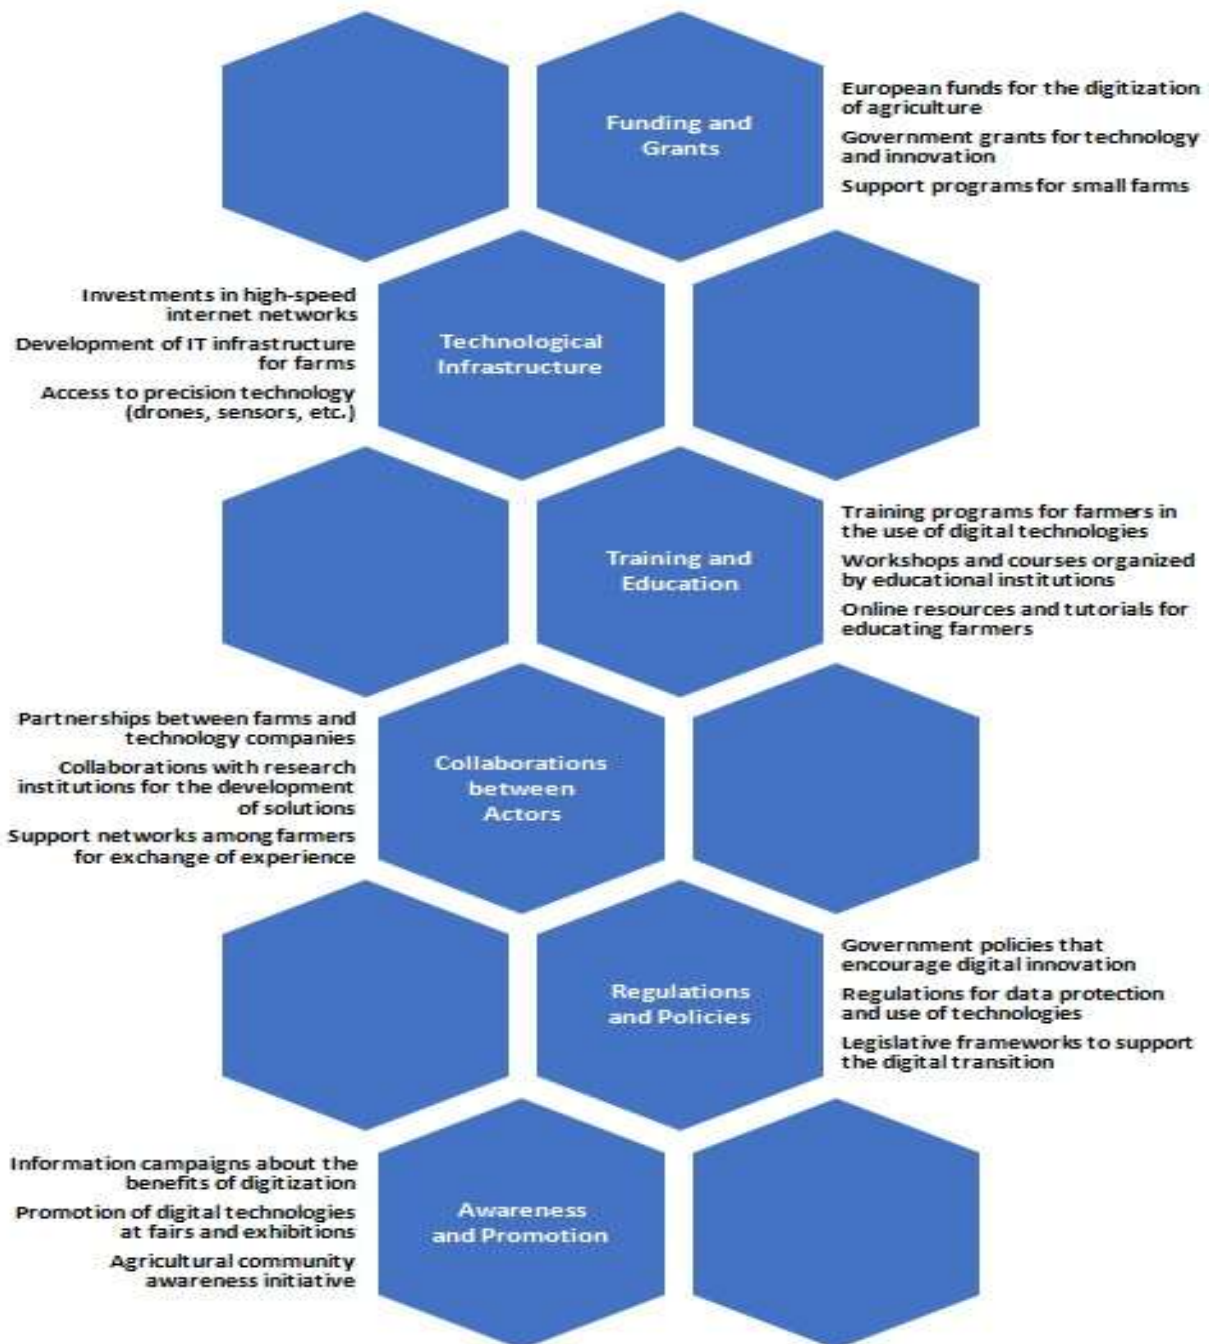 Funding and
Grants
European funds for the digitization
of agriculture
Government grants for technology
and innovation
Support programs for small farms
Investments in high-speed
internet networks
Development of IT infrastructure
for farms
Access to precision technology
(drones, sensors, etc.)
Technological
Infrastructure
Training and
Education
Training programs for farmers in
the use of digital technologies
Workshops and courses organized
by educational institutions
Online resources and tutorials for
educating farmers
Partnerships between farms and
technology companies
Collaborations with research
institutions for the development
of solutions
Support networks among farmers
for exchange of experience
Collaborations
between
Actors
Regulations
and Policies
Government policies that
encourage digital innovation
Regulations for data protection
and use of technologies
Legislative frameworks to support
the digital transition
Information campaigns about the
benefits of digitization
Promotion of digital technologies
at fairs and exhibitions
Agricultural community
awareness initiative
Awareness
and Promotion